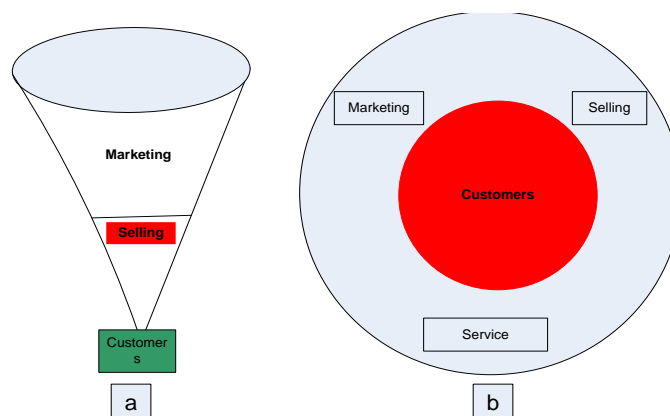 Marketing
Selling
Customer
s
a
Marketing
Selling
Customers
Service
b